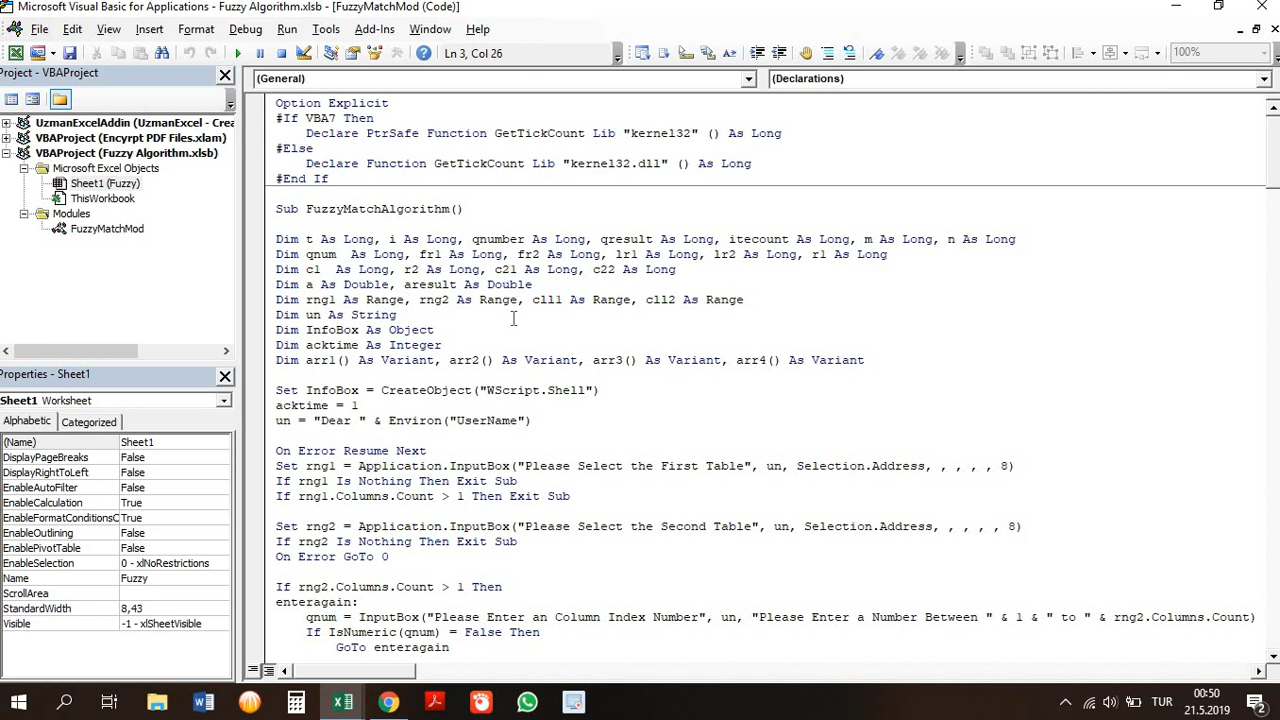 Microsoft Visual Basic for Applications - Fuzzy Algorithm.xlsb - [FuzzyMatchMod (Code)]
File Edit View Insert Format Debug Run Tools Add-Ins Window Help
Ln 3, Col 26
100%
Project - VBAProject
(General)
(Declarations)
UzmanExcelAddin (UzmanExcel - Crea
VBAProject (Encyrpt PDF Files.xlam)
VBAProject (Fuzzy Algorithm.xlsb)
Microsoft Excel Objects
Sheet1 (Fuzzy)
ThisWorkbook
Modules
FuzzyMatchMod
Properties - Sheet1
Sheet1 Worksheet
Alphabetic Categorized
(Name) Sheet1
DisplayPageBreaks False
DisplayRightToLeft False
EnableAutoFilter False
EnableCalculation True
EnableFormatConditionsC True
EnableOutlining False
EnablePivotTable False
EnableSelection 0 - xlNoRestrictions
Name Fuzzy
ScrollArea
StandardWidth 8,43
Visible -1 - xlSheetVisible
Option Explicit
#If VBA7 Then
Declare PtrSafe Function GetTickCount Lib "kernel32" () As Long
#Else
Declare Function GetTickCount Lib "kernel32.dll" () As Long
#End If
Sub FuzzyMatchAlgorithm()
Dim t As Long, i As Long, qnumber As Long, qresult As Long, itecount As Long, m As Long, n As Long
Dim qnum As Long, fr1 As Long, fr2 As Long, lr1 As Long, lr2 As Long, r1 As Long
Dim c1 As Long, r2 As Long, c21 As Long, c22 As Long
Dim a As Double, aresult As Double
Dim rng1 As Range, rng2 As Range, cll1 As Range, cll2 As Range
Dim un As String
Dim InfoBox As Object
Dim acktime As Integer
Dim arr1() As Variant, arr2() As Variant, arr3() As Variant, arr4() As Variant
Set InfoBox = CreateObject("WScript.Shell")
acktime = 1
un = "Dear " & Environ("UserName")
On Error Resume Next
Set rng1 = Application.InputBox("Please Select the First Table", un, Selection.Address, , , , , 8)
If rng1 Is Nothing Then Exit Sub
If rng1.Columns.Count > 1 Then Exit Sub
Set rng2 = Application.InputBox("Please Select the Second Table", un, Selection.Address, , , , , 8)
If rng2 Is Nothing Then Exit Sub
On Error GoTo 0
If rng2.Columns.Count > 1 Then
enteragain:
qnum = InputBox("Please Enter an Column Index Number", un, "Please Enter a Number Between " & 1 & " to " & rng2.Columns.Count)
If IsNumeric(qnum) = False Then
GoTo enteragain
TUR
00:50
21.5.2019
2